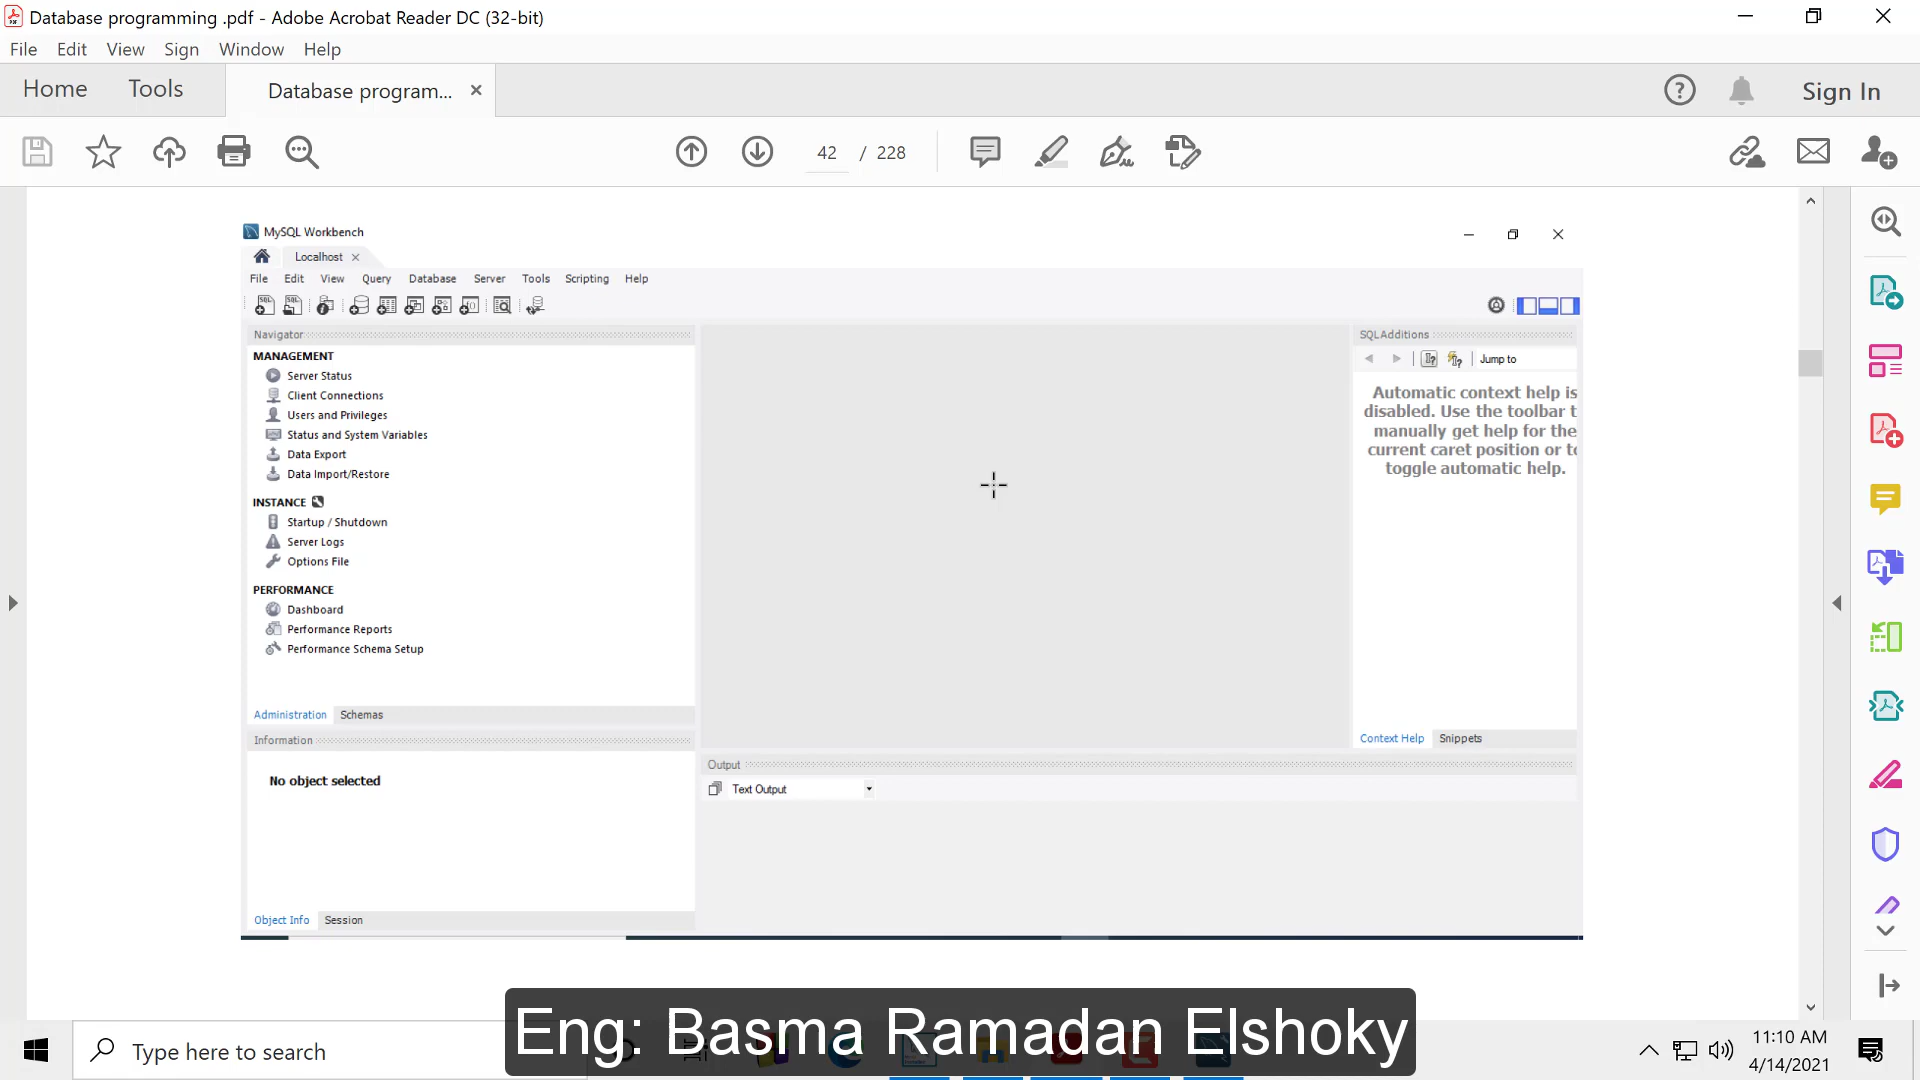 Database programming .pdf - Adobe Acrobat Reader DC (32-bit)
File Edit View Sign Window Help
Home Tools Database program... Sign In
42 / 228
MySQL Workbench
Localhost
File Edit View Query Database Server Tools Scripting Help
Navigator
MANAGEMENT
Server Status
Client Connections
Users and Privileges
Status and System Variables
Data Export
Data Import/Restore
INSTANCE
Startup / Shutdown
Server Logs
Options File
PERFORMANCE
Dashboard
Performance Reports
Performance Schema Setup
Administration Schemas
Information
No object selected
Object Info Session
SQLAdditions
Jump to
Automatic context help is
disabled. Use the toolbar t
manually get help for the
current caret position or to
toggle automatic help.
Context Help Snippets
Output
Text Output
Eng: Basma Ramadan Elshoky
Type here to search
11:10 AM
4/14/2021